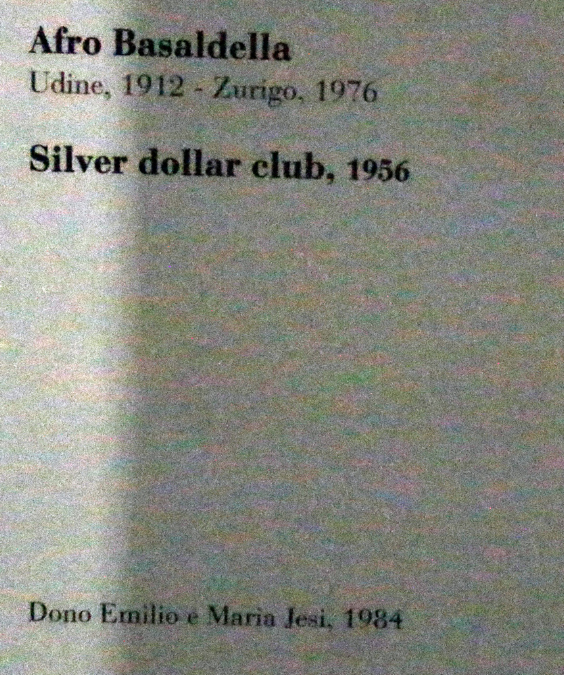 Afro Basaldella
Udine, 1912 - Zurigo, 1976
Silver dollar club, 1956
Dono Emilio e Maria Jesi, 1984